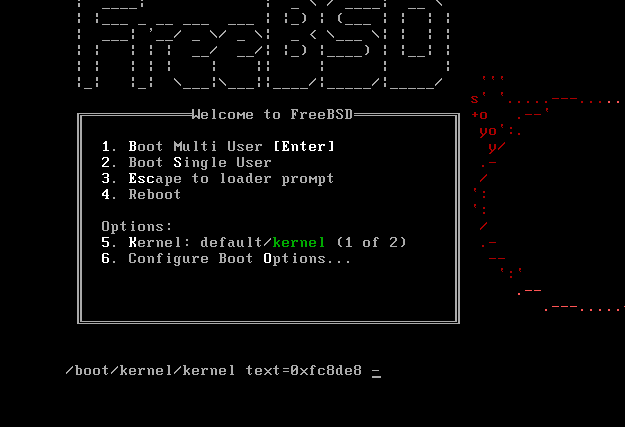 FreeBSD
Welcome to FreeBSD
1. Boot Multi User [Enter]
2. Boot Single User
3. Escape to loader prompt
4. Reboot
Options:
5. Kernel: default/kernel (1 of 2)
6. Configure Boot Options...
/boot/kernel/kernel text=0xfc8de8 -